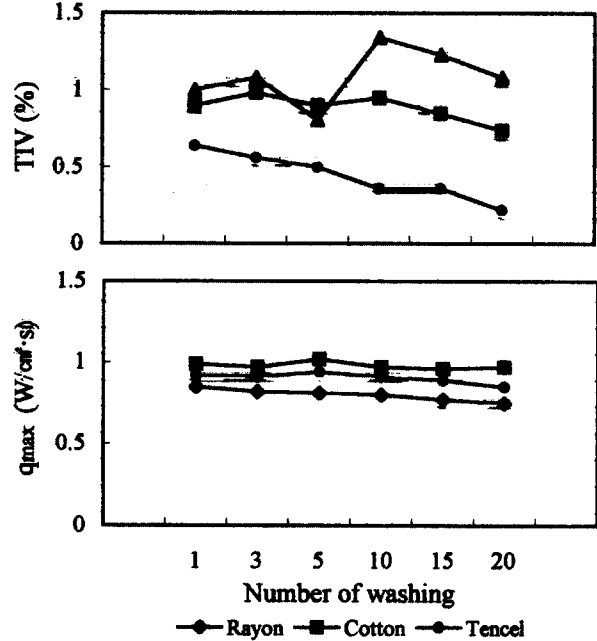 1.5
1
0.5
0
TIV (%)
1.5
1
0.5
0
qmax (W/㎠·s)
1 3 5 10 15 20
Number of washing
Rayon Cotton Tencel